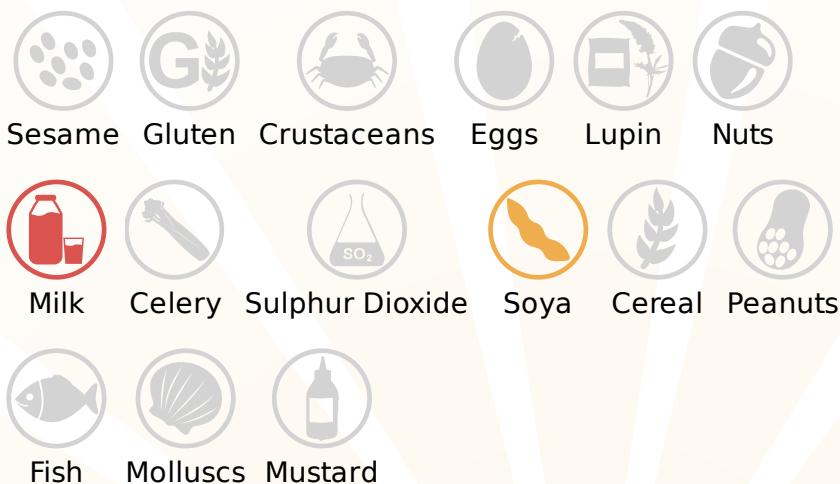 G
Sesame Gluten Crustaceans Eggs Lupin Nuts
SO₂
Milk Celery Sulphur Dioxide Soya Cereal Peanuts
Fish Molluscs Mustard